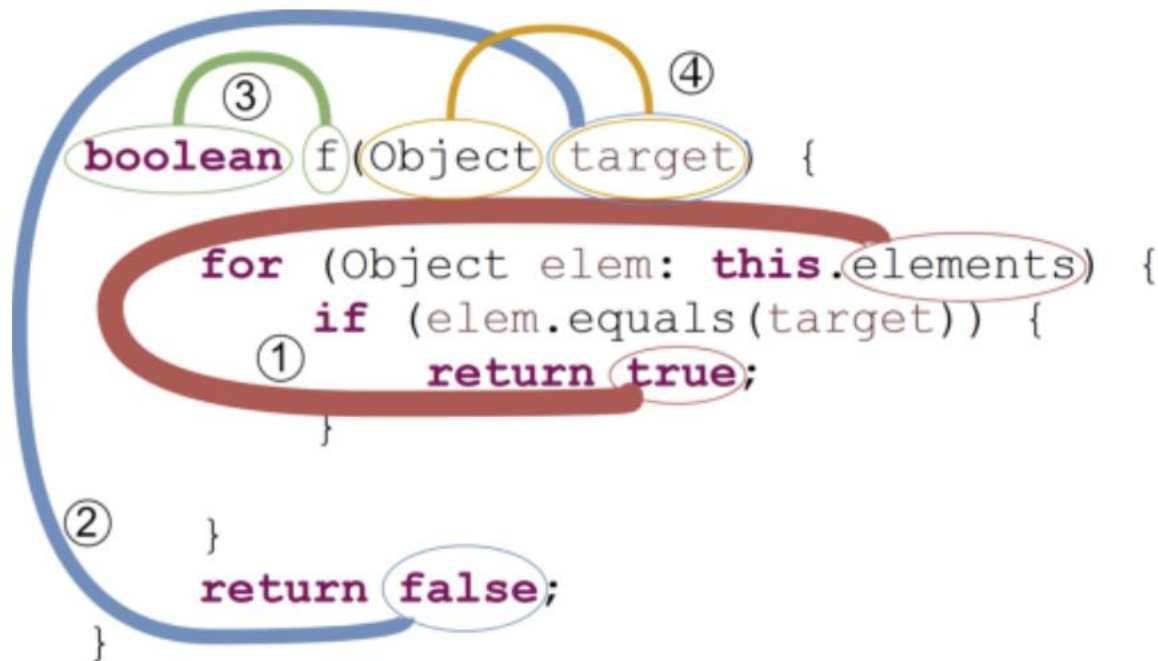 ③ ④
boolean f(Object target) {
for (Object elem: this.elements) {
if (elem.equals(target)) {
① return true;
}
② }
return false;
}